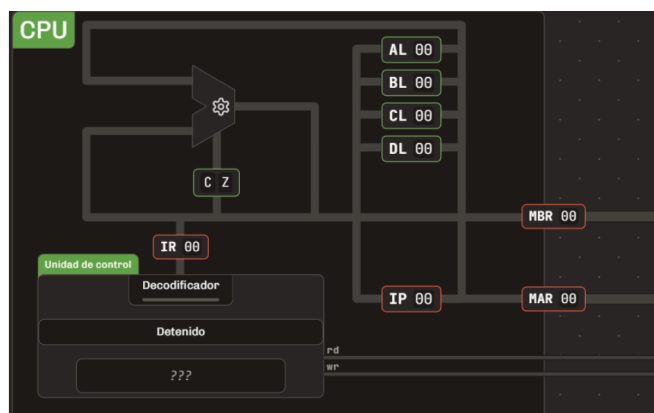 CPU
AL 00
BL 00
CL 00
DL 00
C Z
MBR 00
IR 00
Unidad de control
Decodificador
IP 00
MAR 00
Detenido
rd
wr
???